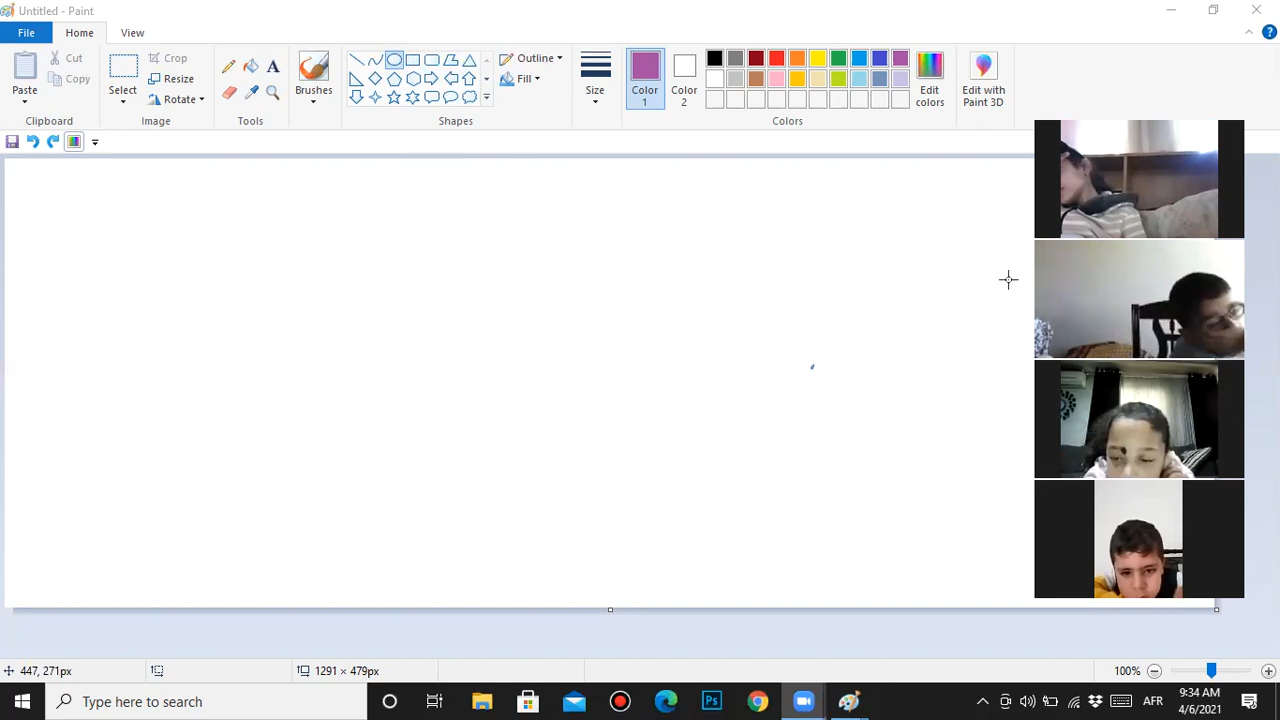 Untitled - Paint
File
Home
View
Paste
Cut
Copy
Clipboard
Select
Crop
Resize
Rotate
Image
A
Tools
Brushes
Shapes
Outline
Fill
Size
Color
1
Color
2
Edit
colors
Edit with
Paint 3D
Colors
447, 271px
1291 × 479px
100%
Type here to search
Ps
AFR
9:34 AM
4/6/2021